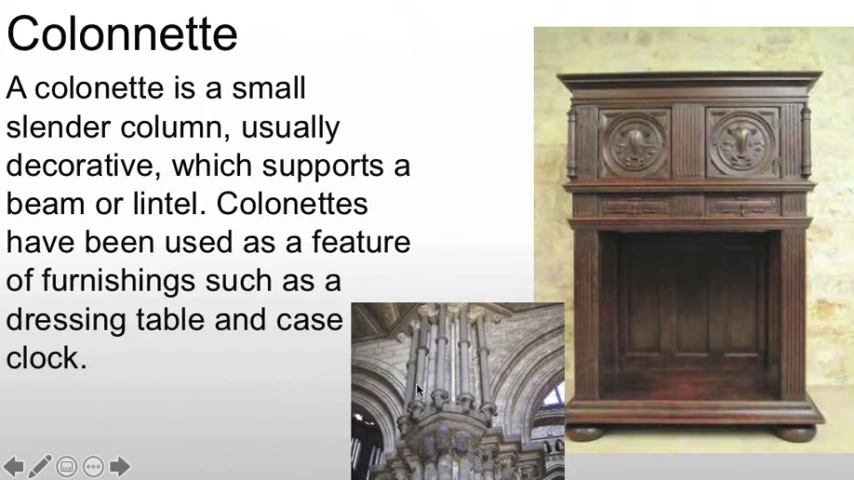 Colonnette
A colonette is a small
slender column, usually
decorative, which supports a
beam or lintel. Colonettes
have been used as a feature
of furnishings such as a
dressing table and case
clock.